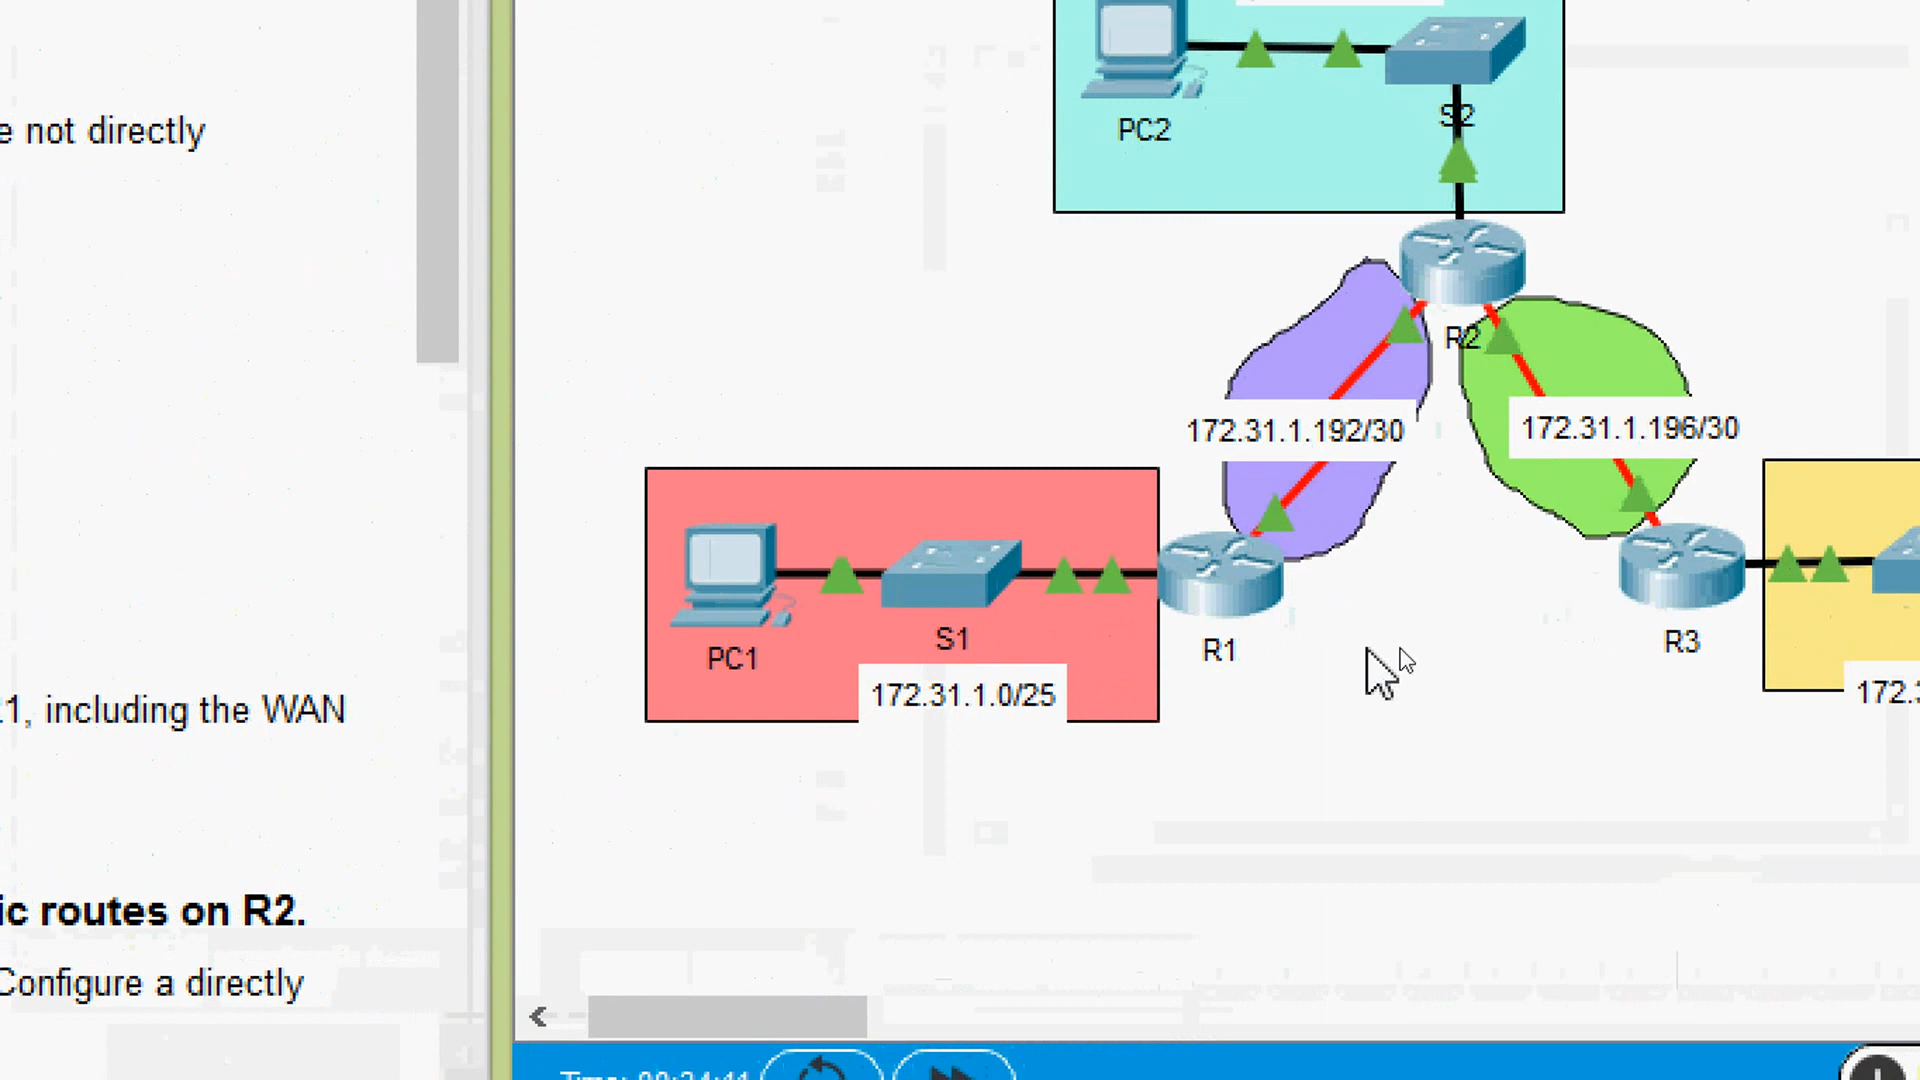 e not directly
PC2
S2
R2
172.31.1.192/30
172.31.1.196/30
PC1
S1
R1
R3
172.31.1.0/25
172.
1, including the WAN
ic routes on R2.
Configure a directly